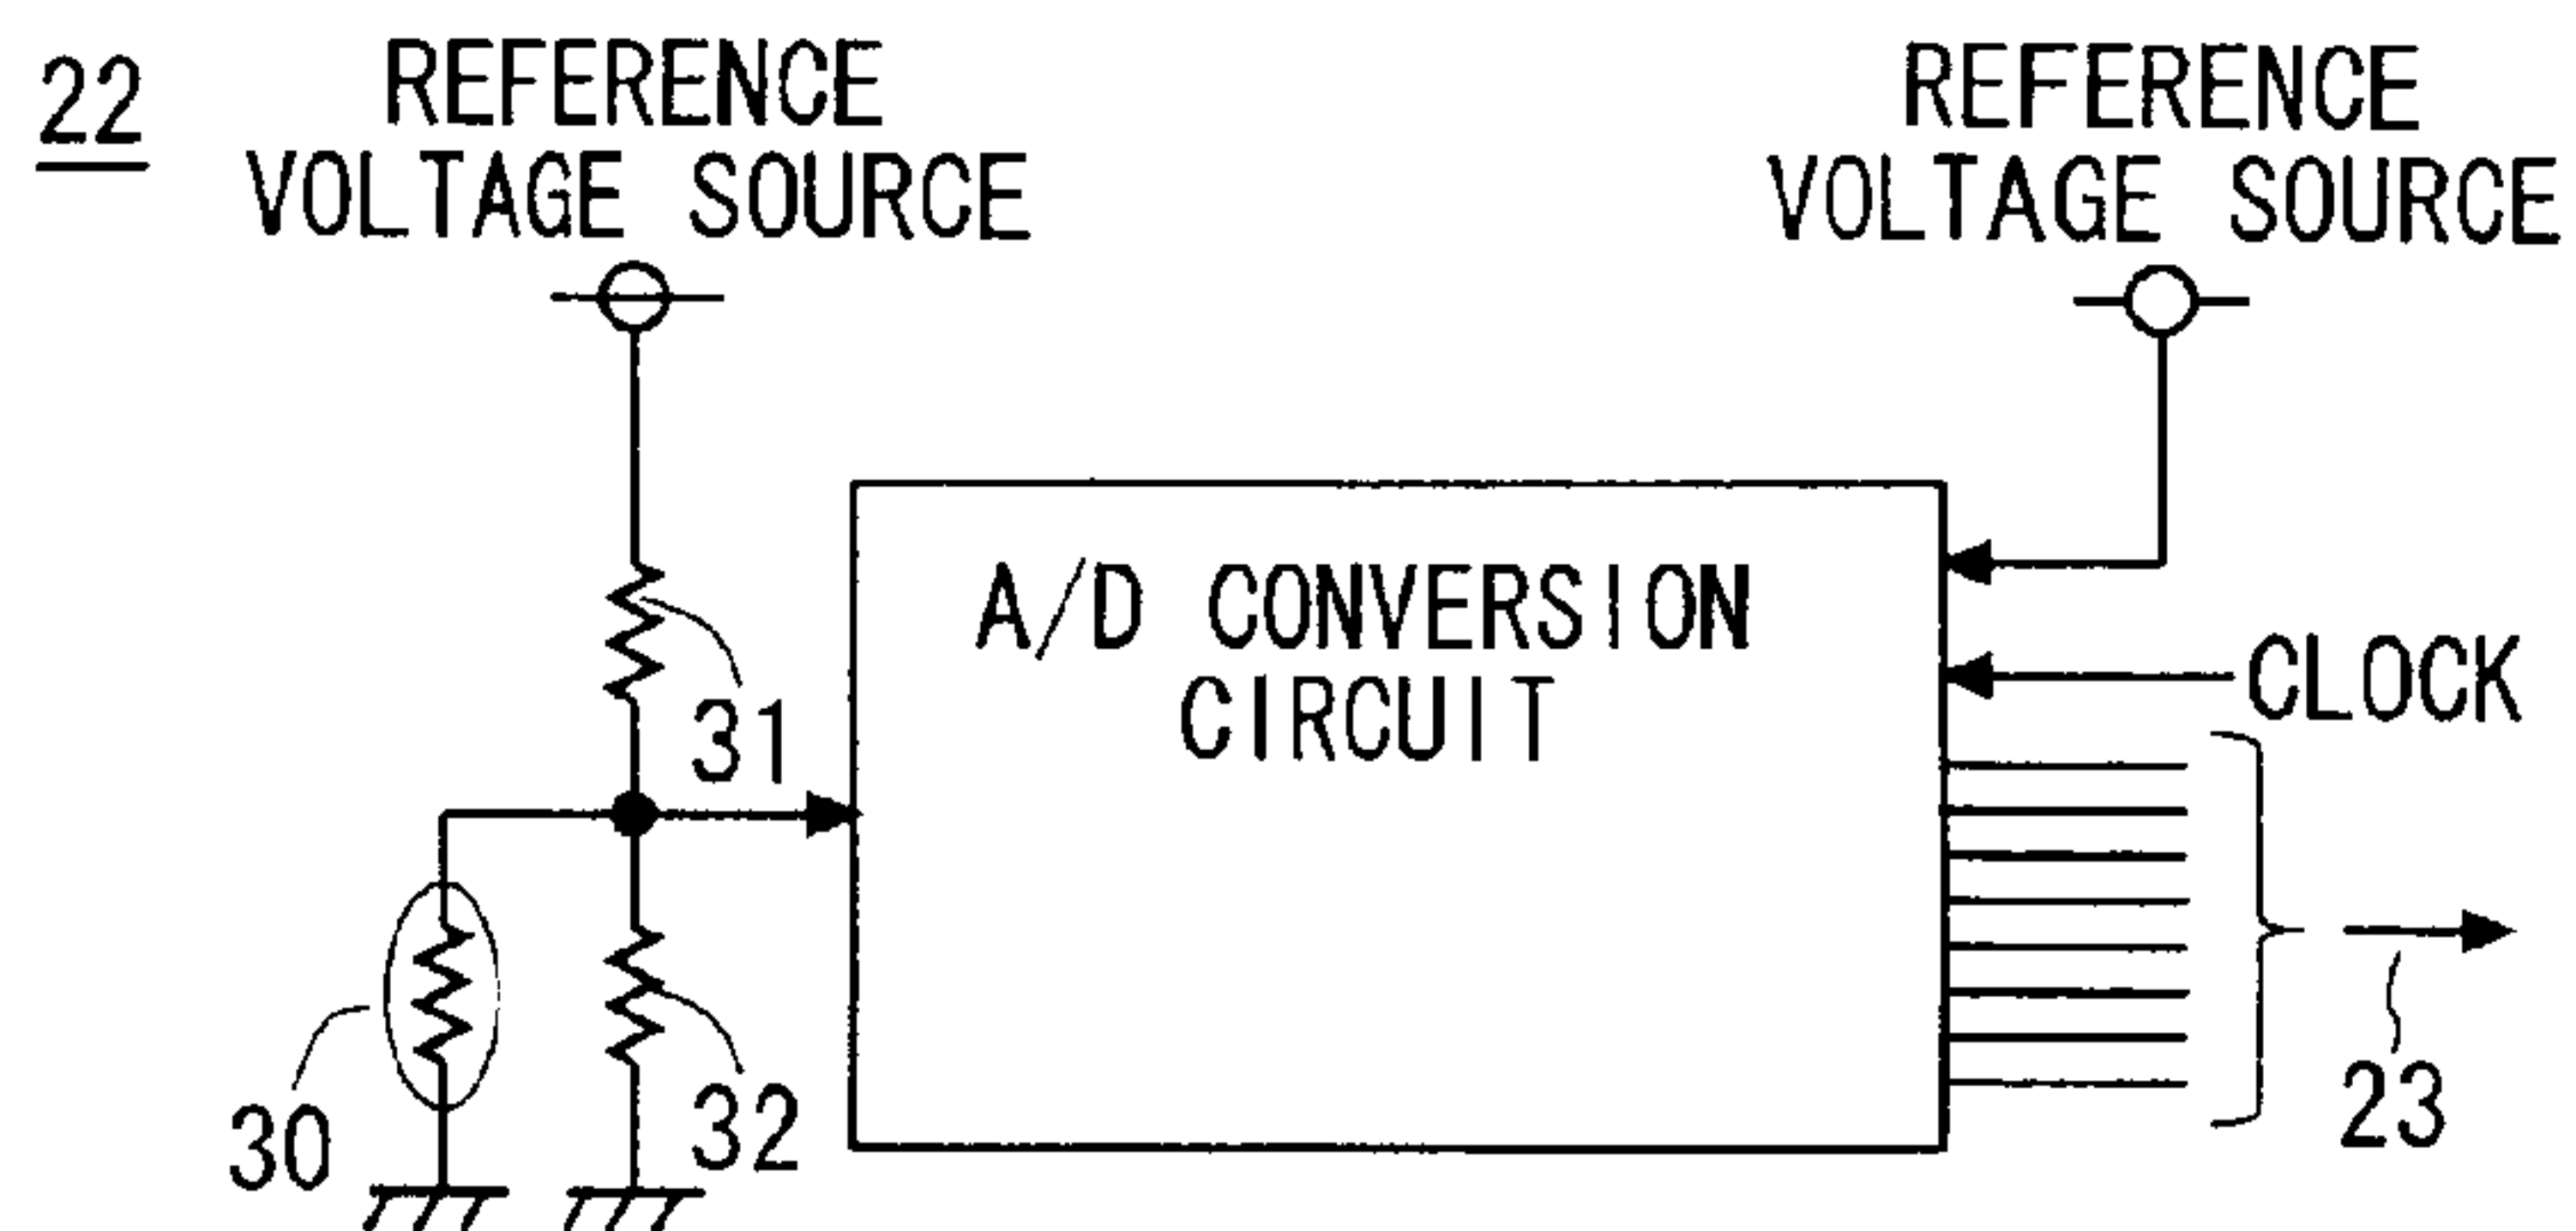 22
REFERENCE
VOLTAGE SOURCE
REFERENCE
VOLTAGE SOURCE
A/D CONVERSION
CIRCUIT
CLOCK
31
30
32
23